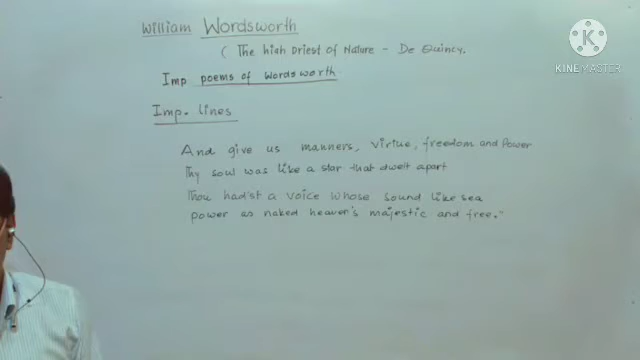 William Wordsworth
( The high Priest of Nature - De Quincy.
Imp poems of Wordsworth
Imp. lines
And give us manners, virtue, freedom and Power
Thy soul was like a star that dwelt apart
Thou had'st a voice whose sound like sea
power as naked heaven's majestic and free."
Made with
KINEMASTER